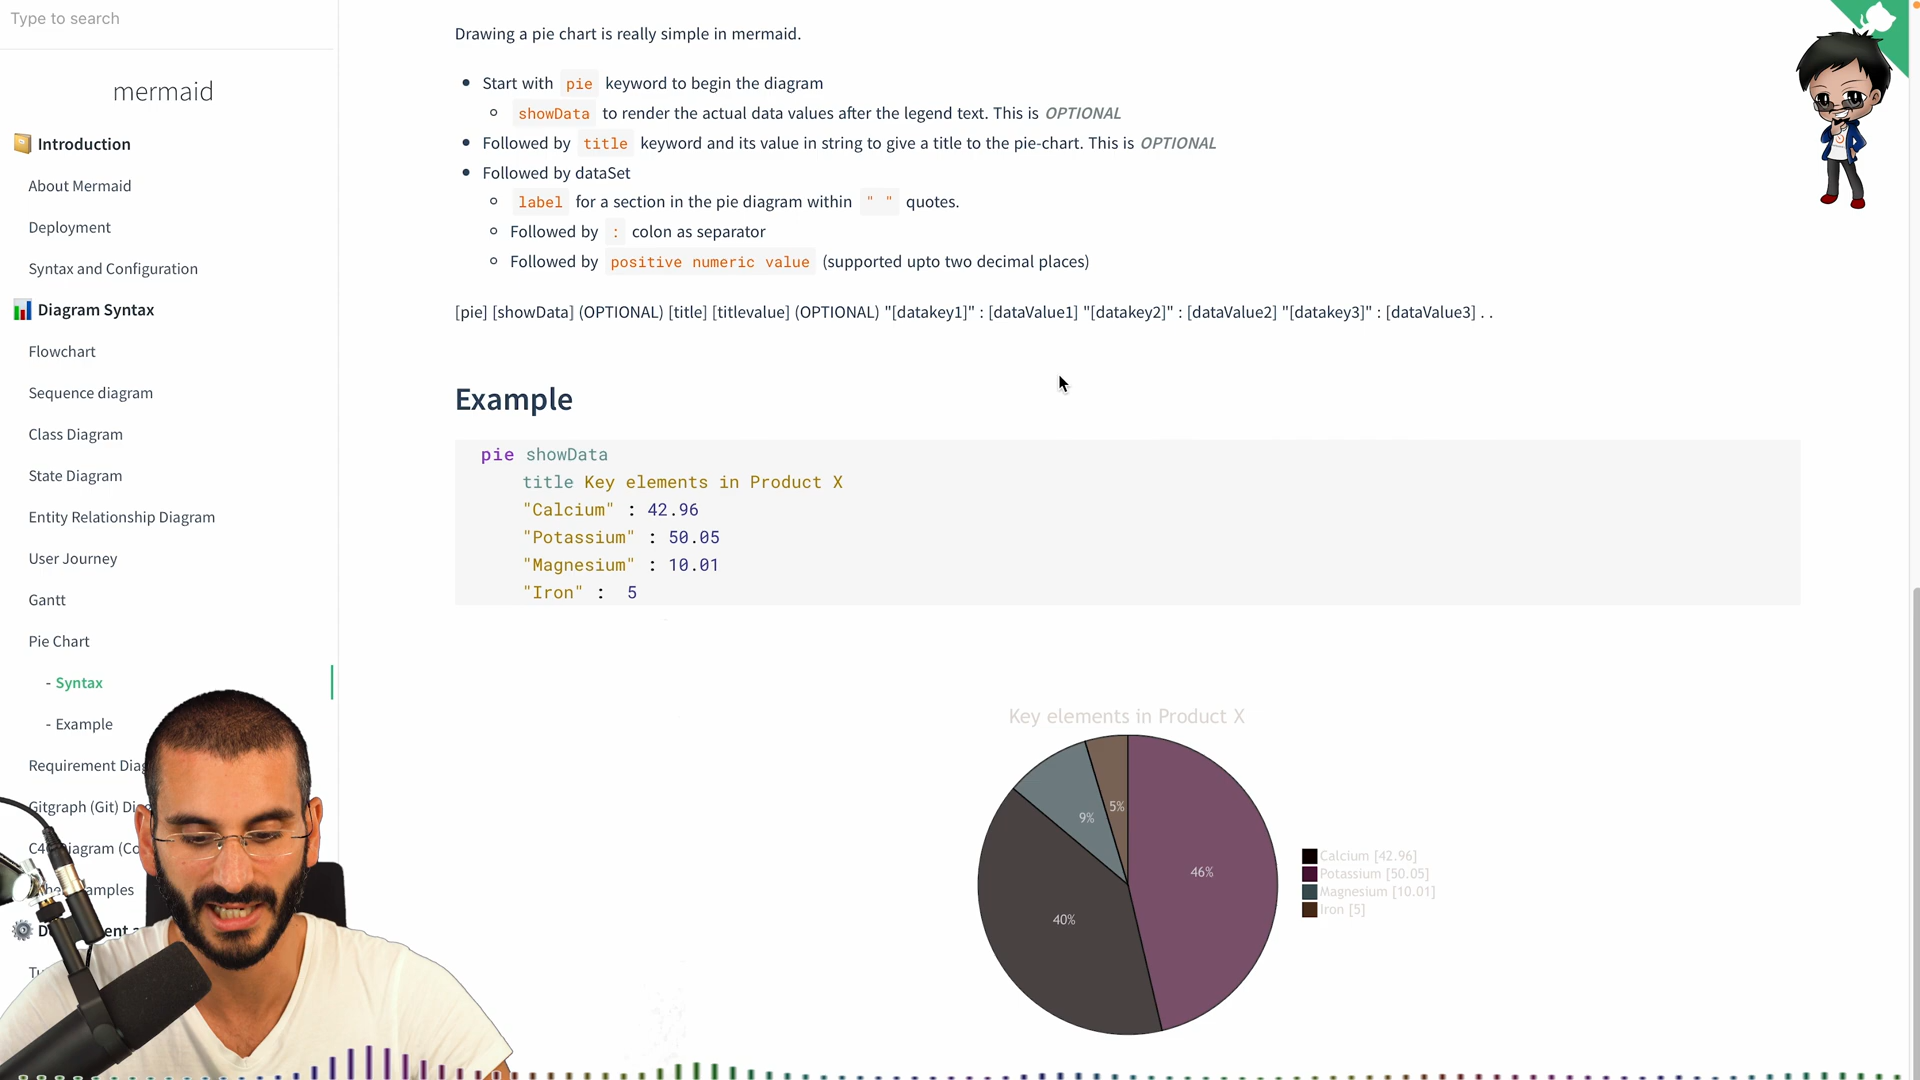 Type to search
mermaid
Introduction
About Mermaid
Deployment
Syntax and Configuration
Diagram Syntax
Flowchart
Sequence diagram
Class Diagram
State Diagram
Entity Relationship Diagram
User Journey
Gantt
Pie Chart
- Syntax
- Example
Requirement
Gitgraph (Git)
Drawing a pie chart is really simple in mermaid.
Start with pie keyword to begin the diagram
showData to render the actual data values after the legend text. This is OPTIONAL
Followed by title keyword and its value in string to give a title to the pie-chart. This is OPTIONAL
Followed by dataSet
label for a section in the pie diagram within " " quotes.
Followed by : colon as separator
Followed by positive numeric value (supported upto two decimal places)
[pie] [showData] (OPTIONAL) [title] [titlevalue] (OPTIONAL) "[datakey1]" : [dataValue1] "[datakey2]" : [dataValue2] "[datakey3]" : [dataValue3] . .
Example
pie showData
title Key elements in Product X
"Calcium" : 42.96
"Potassium" : 50.05
"Magnesium" : 10.01
"Iron" : 5
Key elements in Product X
5%
9%
46%
40%
Calcium [42.96]
Potassium [50.05]
Magnesium [10.01]
Iron [5]